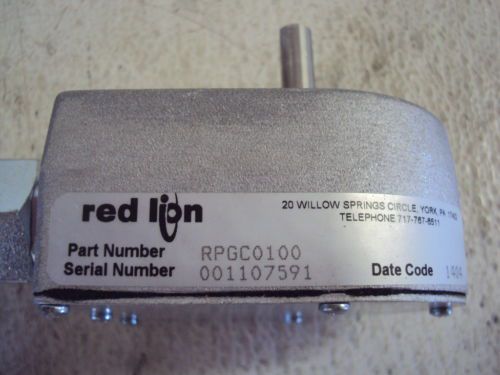 red lion
20 WILLOW SPRINGS CIRCLE, YORK, PA
TELEPHONE 717-767-6511
Part Number RPGC0100
Serial Number 001107591
Date Code